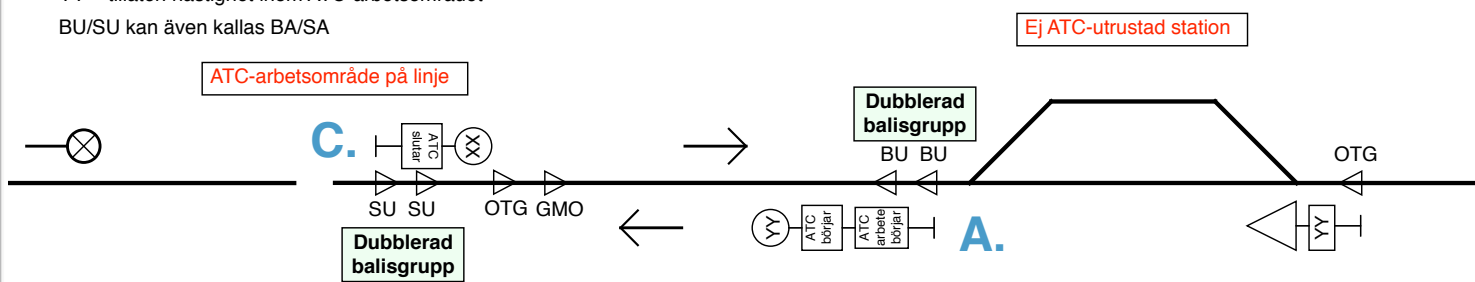 BU/SU kan även kallas BA/SA
Ej ATC-utrustad station
ATC-arbetsområde på linje
Dubblerad
balisgrupp
C.
ATC
slutar
XX
BU BU
OTG
SU SU
OTG GMO
Dubblerad
balisgrupp
YY
ATC
börjar
ATC
arbete
börjar
A.
YY